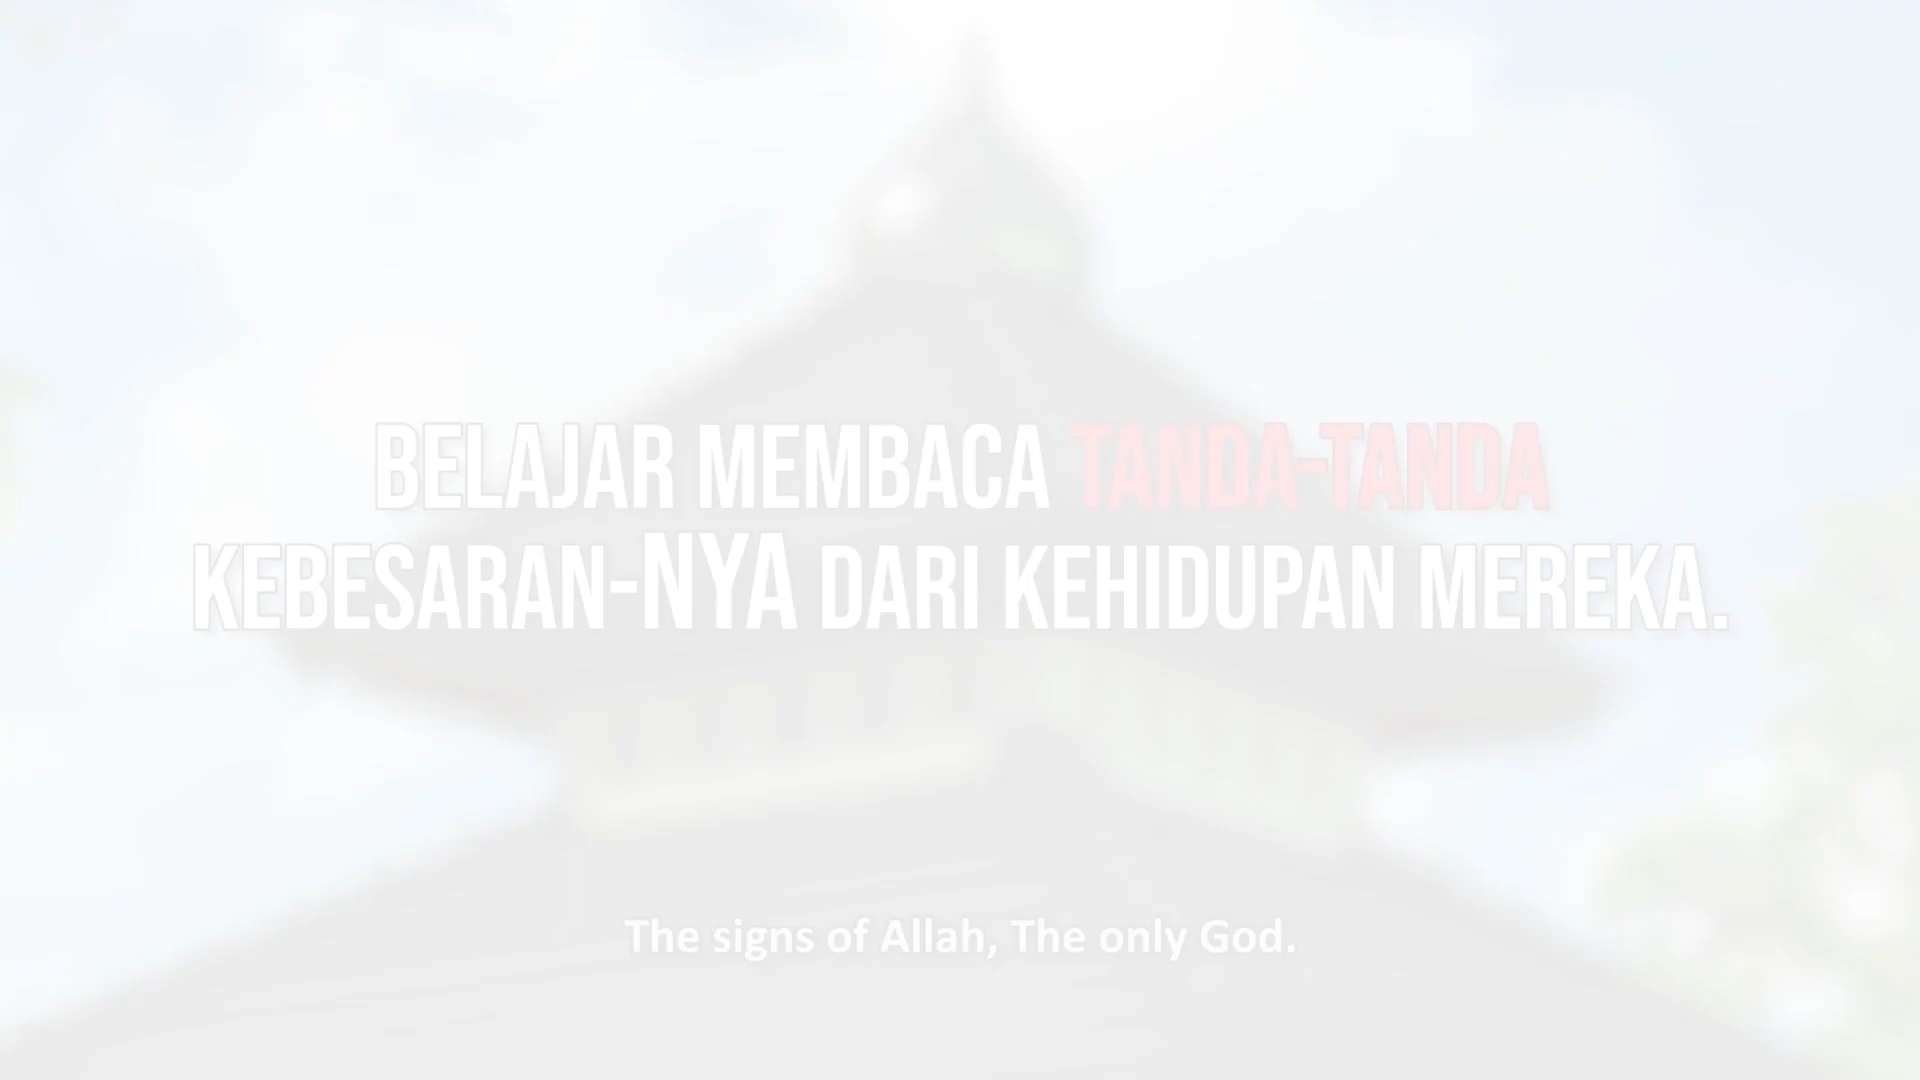 BELAJAR MEMBACA TANDA-TANDA
KEBESARAN-NYA DARI KEHIDUPAN MEREKA.
The signs of Allah, The only God.